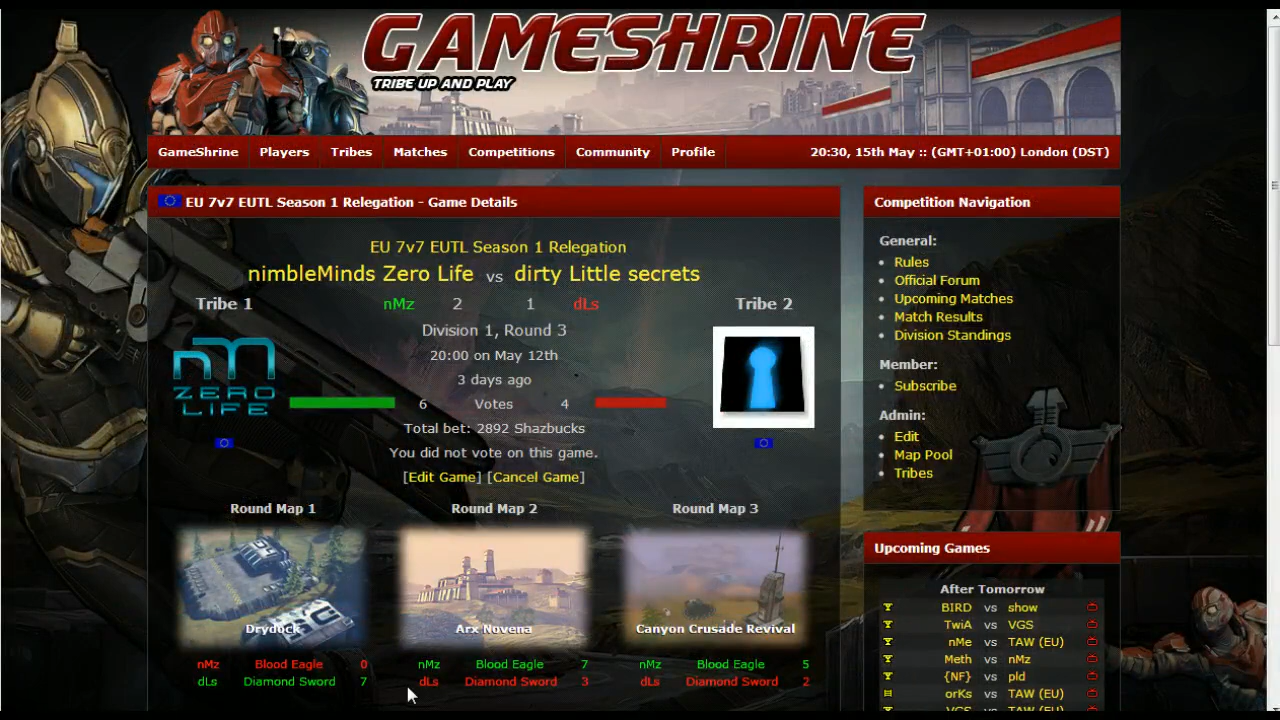 GAMESHRINE
TRIBE UP AND PLAY
GameShrine Players Tribes Matches Competitions Community Profile 20:30, 15th May :: (GMT+01:00) London (DST)
EU 7v7 EUTL Season 1 Relegation - Game Details
EU 7v7 EUTL Season 1 Relegation
nimbleMinds Zero Life vs dirty Little secrets
Tribe 1 nMz 2 1 dLs Tribe 2
Division 1, Round 3
20:00 on May 12th
3 days ago
nm
ZERO
LIFE
6 Votes 4
Total bet: 2892 Shazbucks
You did not vote on this game.
[Edit Game] [Cancel Game]
Round Map 1 Round Map 2 Round Map 3
Drydock Arx Novena Canyon Crusade Revival
nMz Blood Eagle 0 nMz Blood Eagle 7 nMz Blood Eagle 5
dLs Diamond Sword 7 dLs Diamond Sword 3 dLs Diamond Sword 2
Competition Navigation
General:
Rules
Official Forum
Upcoming Matches
Match Results
Division Standings
Member:
Subscribe
Admin:
Edit
Map Pool
Tribes
Upcoming Games
After Tomorrow
BIRD vs show
TwiA vs VGS
nMe vs TAW (EU)
Meth vs nMz
{NF} vs pld
orKs vs TAW (EU)
VGS vs TAW (EU)